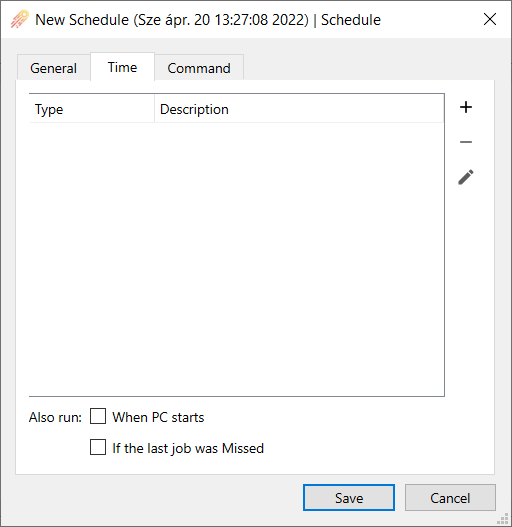 New Schedule (Sze ápr. 20 13:27:08 2022) | Schedule
General Time Command
Type Description
Also run: When PC starts
If the last job was Missed
Save Cancel